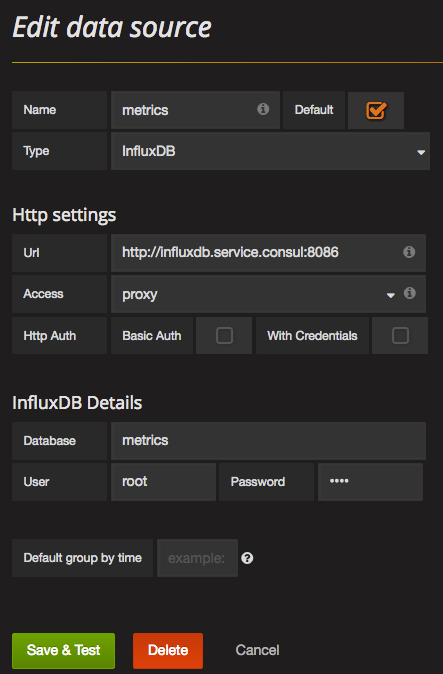 Edit data source
Name metrics Default
Type InfluxDB
Http settings
Url http://influxdb.service.consul:8086
Access proxy
Http Auth Basic Auth With Credentials
InfluxDB Details
Database metrics
User root Password ••••
Default group by time example:
Save & Test Delete Cancel